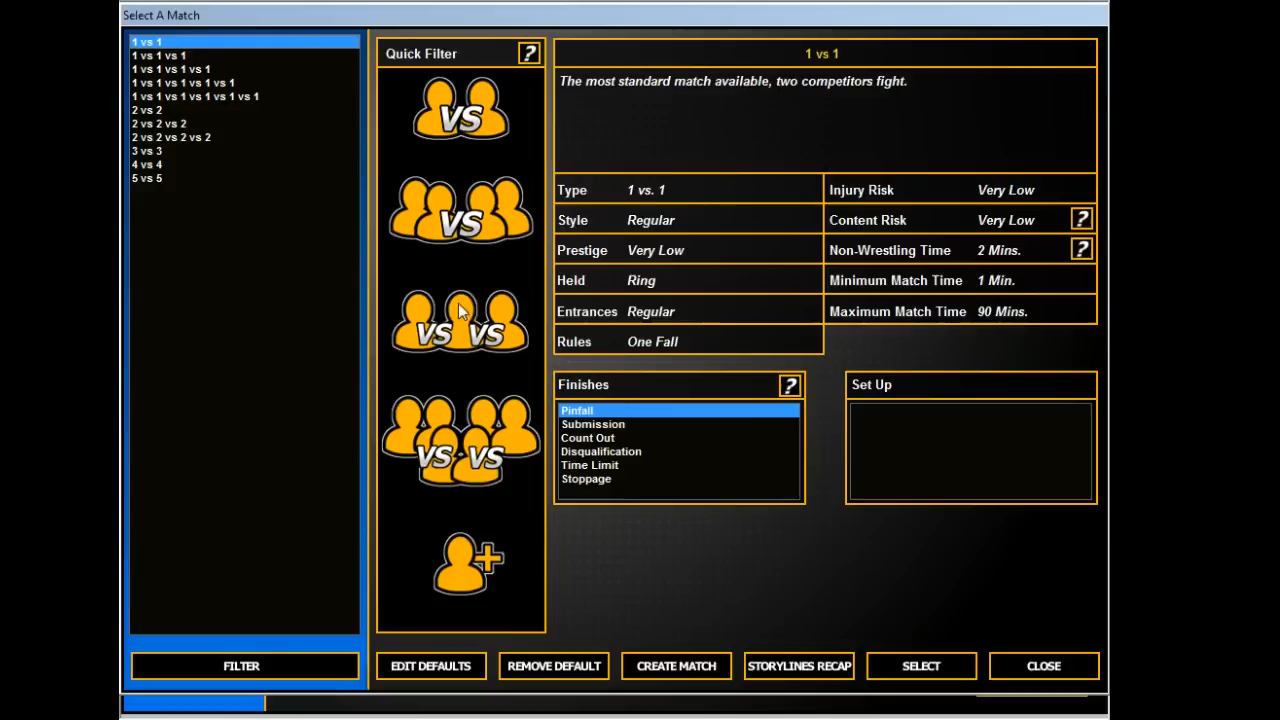 Select A Match
1 vs 1
1 vs 1 vs 1
1 vs 1 vs 1 vs 1
1 vs 1 vs 1 vs 1 vs 1
1 vs 1 vs 1 vs 1 vs 1 vs 1
2 vs 2
2 vs 2 vs 2
2 vs 2 vs 2 vs 2
3 vs 3
4 vs 4
5 vs 5
FILTER
Quick Filter ?
VS
VS
VS VS
VS VS
1 vs 1
The most standard match available, two competitors fight.
Type 1 vs. 1
Style Regular
Prestige Very Low
Held Ring
Entrances Regular
Rules One Fall
Injury Risk Very Low
Content Risk Very Low ?
Non-Wrestling Time 2 Mins. ?
Minimum Match Time 1 Min.
Maximum Match Time 90 Mins.
Finishes ?
Pinfall
Submission
Count Out
Disqualification
Time Limit
Stoppage
Set Up
EDIT DEFAULTS
REMOVE DEFAULT
CREATE MATCH
STORYLINES RECAP
SELECT
CLOSE